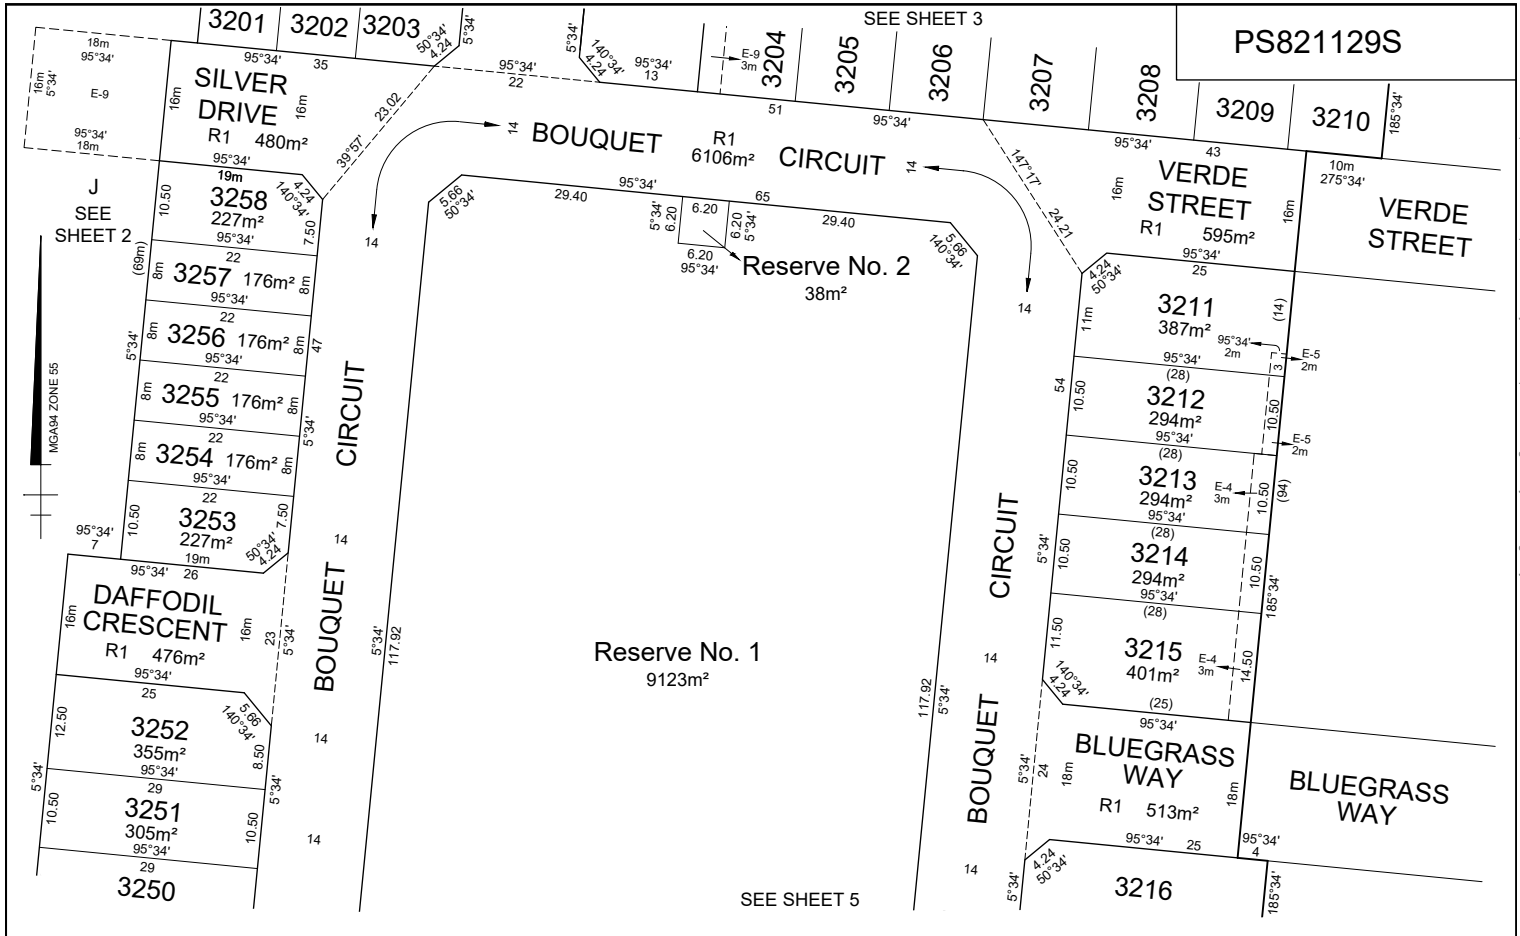 3201
3202
3203
50°34'
4.24
5°34'
5°34'
140°34'
4.24
95°34'
13
E-9
3m
3204
3205
3206
SEE SHEET 3
3207
3208
3209
3210
185°34'
PS821129S
18m
95°34'
16m
5°34'
E-9
95°34'
18m
95°34'
35
SILVER
DRIVE
16m
16m
R1 480m²
95°34'
39°57'
23.02
95°34'
22
51
95°34'
14
BOUQUET
R1
6106m²
CIRCUIT
14
147°17'
24.21
95°34'
43
VERDE
STREET
16m
16m
R1 595m²
95°34'
25
10m
275°34'
VERDE
STREET
J
SEE
SHEET 2
MGA94 ZONE 55
(69m)
5°34'
19m
4.24
140°34'
3258
227m²
10.50
7.50
95°34'
22
3257 176m²
8m
8m
95°34'
22
3256 176m²
8m
8m
95°34'
22
3255 176m²
8m
8m
95°34'
22
3254 176m²
8m
8m
95°34'
22
3253
227m²
10.50
7.50
19m
50°34'
4.24
47
5°34'
14
CIRCUIT
14
BOUQUET
95°34'
7
95°34'
26
DAFFODIL
CRESCENT
16m
16m
R1 476m²
95°34'
25
23
5°34'
5.66
140°34'
3252
355m²
12.50
8.50
95°34'
29
5°34'
5°34'
3251
305m²
10.50
10.50
95°34'
29
3250
14
14
5.66
50°34'
29.40
95°34'
65
29.40
5°34'
6.20
6.20
6.20
5°34'
6.20
95°34'
Reserve No. 2
38m²
5.66
140°34'
5°34'
117.92
Reserve No. 1
9123m²
117.92
5°34'
SEE SHEET 5
14
CIRCUIT
14
BOUQUET
14
4.24
50°34'
11m
3211
387m²
(14)
95°34'
2m
E-5
2m
3
95°34'
(28)
54
5°34'
3212
294m²
10.50
10.50
E-5
2m
95°34'
(28)
3213
294m²
10.50
E-4
3m
10.50
(94)
95°34'
(28)
3214
294m²
10.50
10.50
185°34'
95°34'
(28)
3215
401m²
11.50
E-4
3m
14.50
140°34'
4.24
(25)
95°34'
BLUEGRASS
WAY
5°34'
24
18m
18m
R1 513m²
95°34'
25
95°34'
4
BLUEGRASS
WAY
4.24
50°34'
5°34'
3216
185°34'